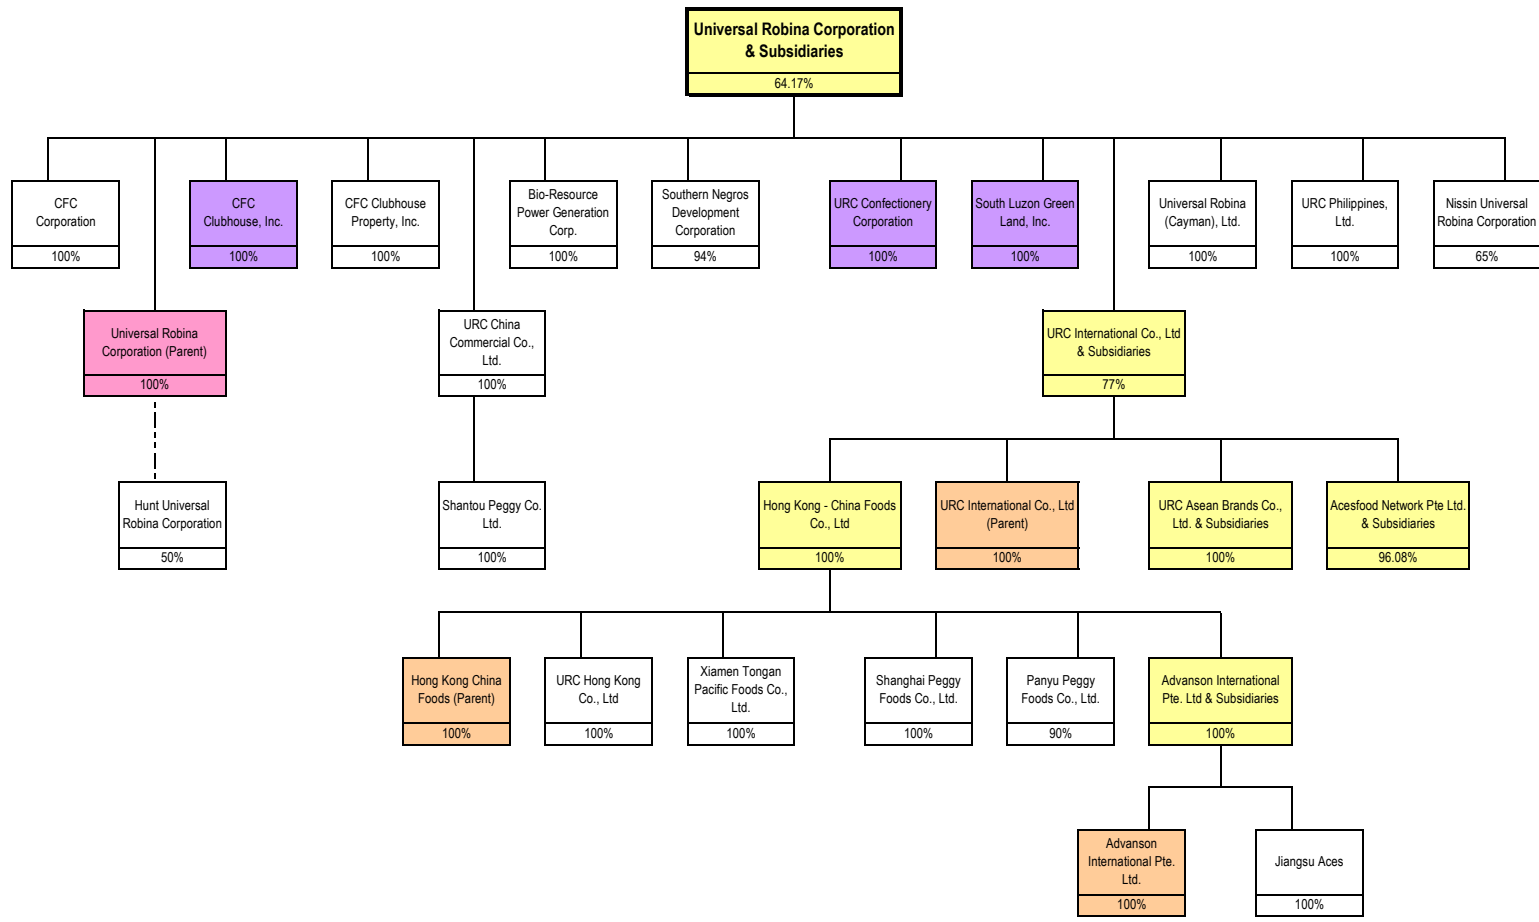 Universal Robina Corporation
& Subsidiaries
64.17%
CFC
Corporation
100%
CFC
Clubhouse, Inc.
100%
CFC Clubhouse
Property, Inc.
100%
Bio-Resource
Power Generation
Corp.
100%
Southern Negros
Development
Corporation
94%
URC Confectionery
Corporation
100%
South Luzon Green
Land, Inc.
100%
Universal Robina
(Cayman), Ltd.
100%
URC Philippines,
Ltd.
100%
Nissin Universal
Robina Corporation
65%
Universal Robina
Corporation (Parent)
100%
URC China
Commercial Co.,
Ltd.
100%
URC International Co., Ltd
& Subsidiaries
77%
Hunt Universal
Robina Corporation
50%
Shantou Peggy Co.
Ltd.
100%
Hong Kong - China Foods
Co., Ltd
100%
URC International Co., Ltd
(Parent)
100%
URC Asean Brands Co.,
Ltd. & Subsidiaries
100%
Acesfood Network Pte Ltd.
& Subsidiaries
96.08%
Hong Kong China
Foods (Parent)
100%
URC Hong Kong
Co., Ltd
100%
Xiamen Tongan
Pacific Foods Co.,
Ltd.
100%
Shanghai Peggy
Foods Co., Ltd.
100%
Panyu Peggy
Foods Co., Ltd.
90%
Advanson International
Pte. Ltd & Subsidiaries
100%
Advanson
International Pte.
Ltd.
100%
Jiangsu Aces
100%